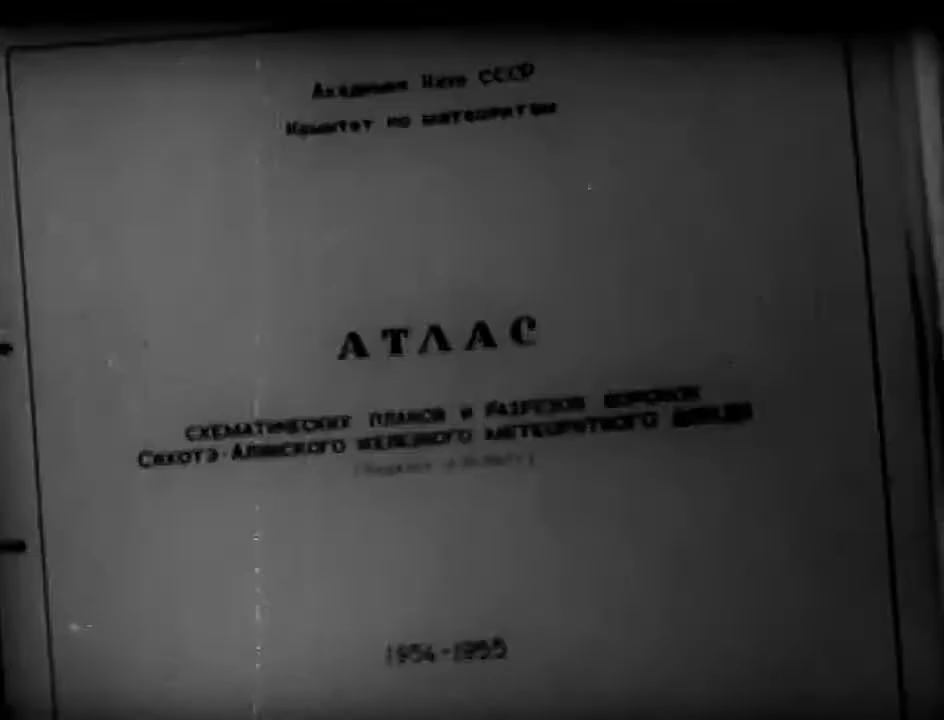 Академия Наук СССР
Комитет по метеоритам
АТЛАС
СХЕМАТИЧЕСКИХ ПЛАНОВ И РАЗРЕЗОВ ВОРОНОК
Сихотэ-Алинского железного метеоритного дождя
1954-1955